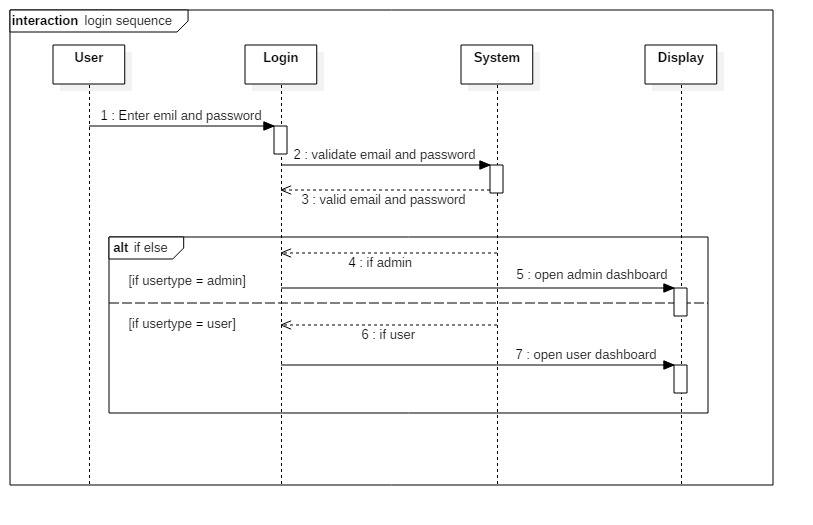 interaction login sequence
User
Login
System
Display
1 : Enter emil and password
2 : validate email and password
3 : valid email and password
alt if else
4 : if admin
5 : open admin dashboard
[if usertype = admin]
[if usertype = user]
6 : if user
7 : open user dashboard